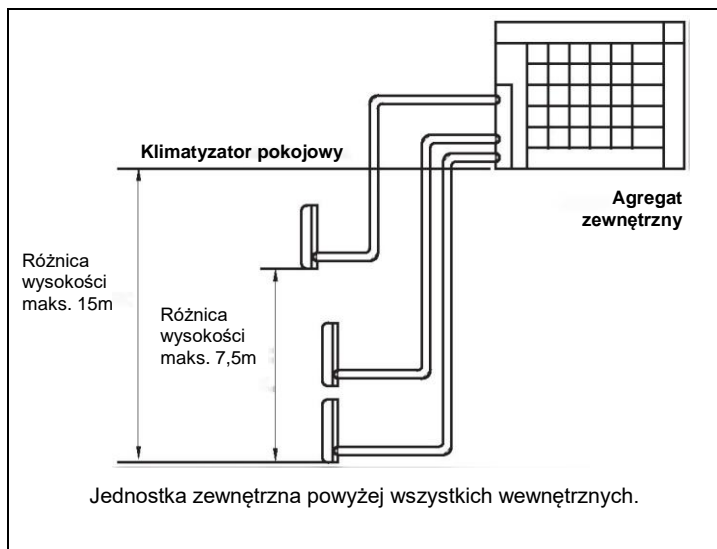 Klimatyzator pokojowy
Agregat
zewnętrzny
Różnica
wysokości
maks. 15m
Różnica
wysokości
maks. 7,5m
Jednostka zewnętrzna powyżej wszystkich wewnętrznych.